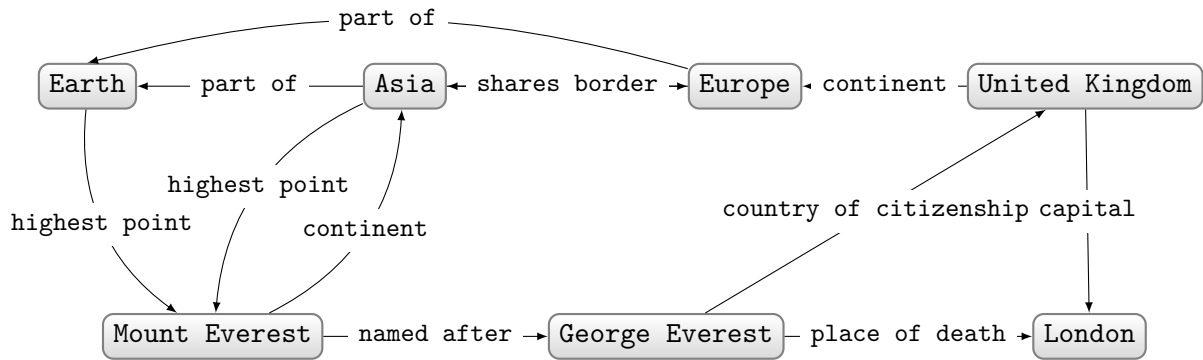 part of
Earth part of Asia shares border Europe continent United Kingdom
highest point
country of citizenship capital
highest point continent
Mount Everest named after George Everest place of death London